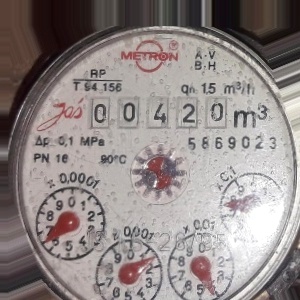 METRON ®
A-V
B-H
RP
T 94 156
qn 1.5 m³/h
Jaś
00420 m³
Δp 0,1 MPa
5869023
PN 16 90°C
x 0,0001
x 0,1
x 0,001
x 0,01